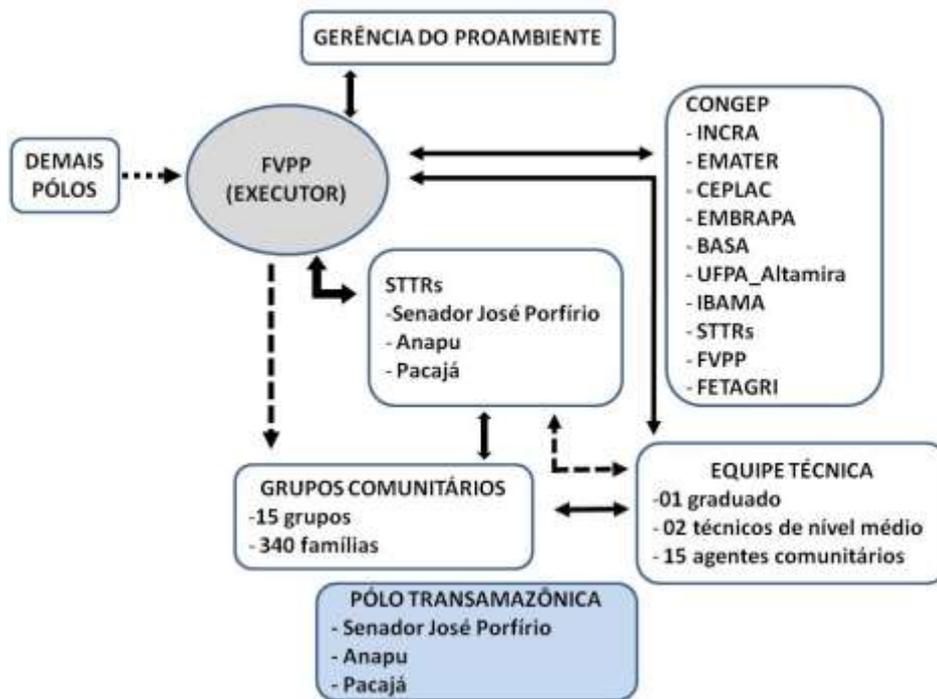 GERÊNCIA DO PROAMBIENTE
DEMAIS
PÓLOS
FVPP
(EXECUTOR)
CONGEP
- INCRA
- EMATER
- CEPLAC
- EMBRAPA
- BASA
- UFPA_Altamira
- IBAMA
- STTRs
- FVPP
- FETAGRI
STTRs
-Senador José Porfírio
- Anapu
- Pacajá
GRUPOS COMUNITÁRIOS
-15 grupos
- 340 famílias
EQUIPE TÉCNICA
-01 graduado
- 02 técnicos de nível médio
- 15 agentes comunitários
PÓLO TRANSAMAZÔNICA
- Senador José Porfírio
- Anapu
- Pacajá